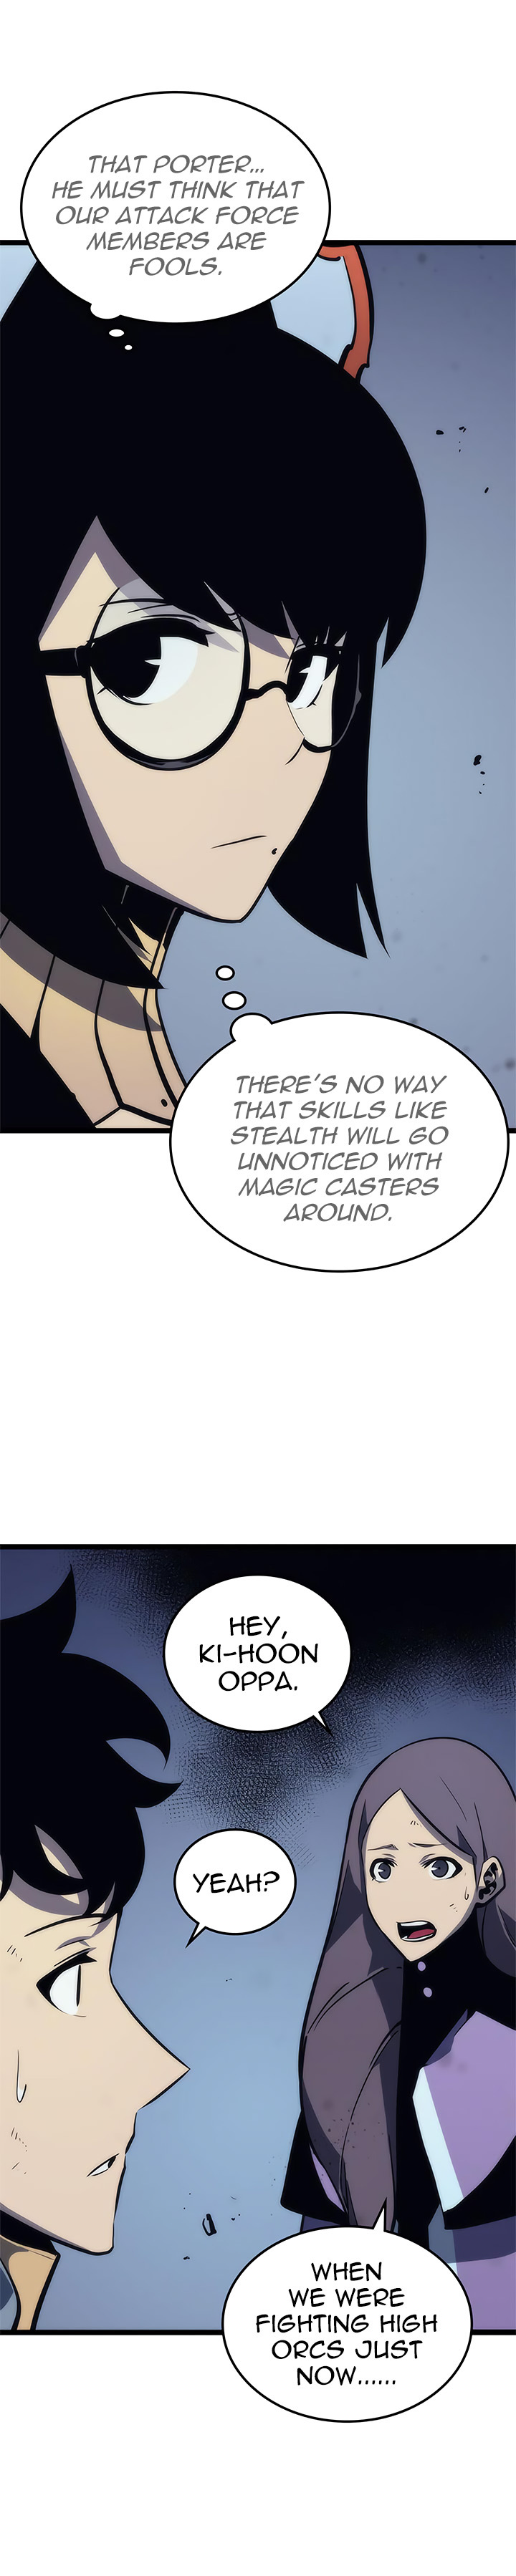 THAT PORTER...
HE MUST THINK THAT
OUR ATTACK FORCE
MEMBERS ARE
FOOLS.
THERE'S NO WAY
THAT SKILLS LIKE
STEALTH WILL GO
UNNOTICED WITH
MAGIC CASTERS
AROUND.
HEY,
KI-HOON
OPPA.
YEAH?
WHEN
WE WERE
FIGHTING HIGH
ORCS JUST
NOW......